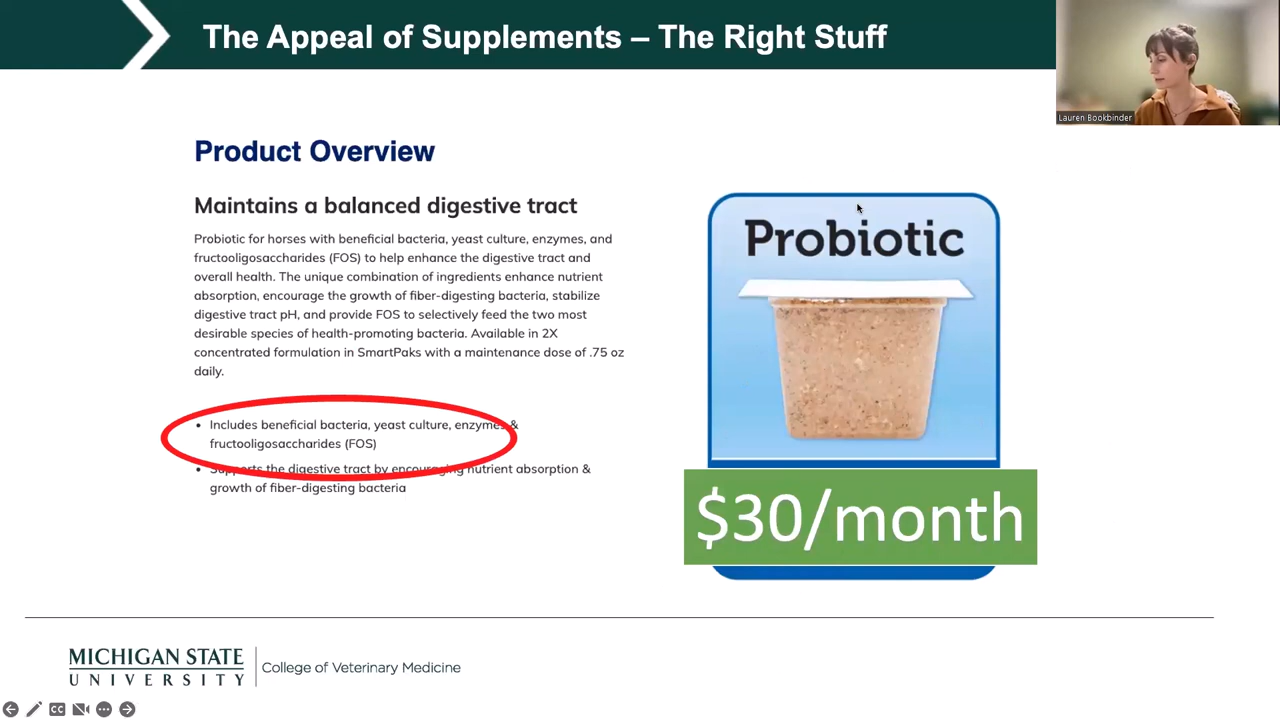 The Appeal of Supplements – The Right Stuff
Lauren Bookbinder
Product Overview
Maintains a balanced digestive tract
Probiotic for horses with beneficial bacteria, yeast culture, enzymes, and
fructooligosaccharides (FOS) to help enhance the digestive tract and
overall health. The unique combination of ingredients enhance nutrient
absorption, encourage the growth of fiber-digesting bacteria, stabilize
digestive tract pH, and provide FOS to selectively feed the two most
desirable species of health-promoting bacteria. Available in 2X
concentrated formulation in SmartPaks with a maintenance dose of .75 oz
daily.
• Includes beneficial bacteria, yeast culture, enzymes &
fructooligosaccharides (FOS)
• Supports the digestive tract by encouraging nutrient absorption &
growth of fiber-digesting bacteria
Probiotic
$30/month
MICHIGAN STATE
UNIVERSITY
College of Veterinary Medicine
CC